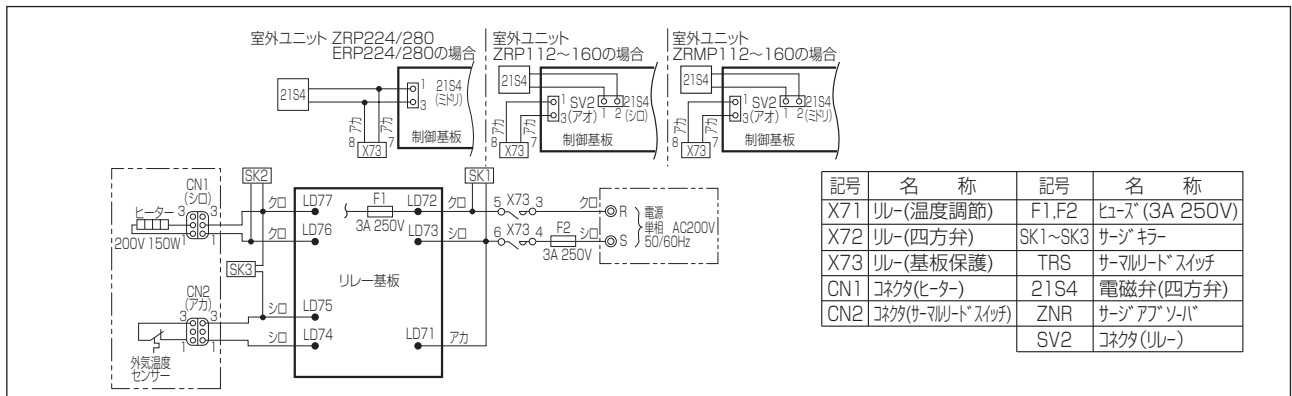 室外ユニット ZRP224/280
ERP224/280の場合
21S4
1
3
21S4
(ミドリ)
制御基板
アカ
8
アカ
7
X73
室外ユニット
ZRP112～160の場合
21S4
1
3
SV2
(アオ)
1 2
21S4
(シロ)
制御基板
アカ
8
アカ
7
X73
室外ユニット
ZRMP112～160の場合
21S4
1
3
SV2
(アオ)
1 2
21S4
(ミドリ)
制御基板
アカ
8
アカ
7
X73
CN1
(シロ)
ヒーター
3 3
1 1
200V 150W
SK2
クロ
クロ
SK3
CN2
(アカ)
3 3
1 1
シロ
シロ
外気温度
センサー
LD77
LD76
LD75
LD74
F1
3A 250V
リレー基板
LD72
LD73
LD71
SK1
クロ
シロ
アカ
5 X73 3
6 X73 4
F2
3A 250V
クロ
シロ
R
S
電源
単相 AC200V
50/60Hz
記号 名 称 記号 名 称
X71 リレー(温度調節) F1,F2 ヒューズ(3A 250V)
X72 リレー(四方弁) SK1~SK3 サージキラー
X73 リレー(基板保護) TRS サーマルリードスイッチ
CN1 コネクタ(ヒーター) 21S4 電磁弁(四方弁)
CN2 コネクタ(サーマルリードスイッチ) ZNR サージアブソーバ
SV2 コネクタ(リレー)